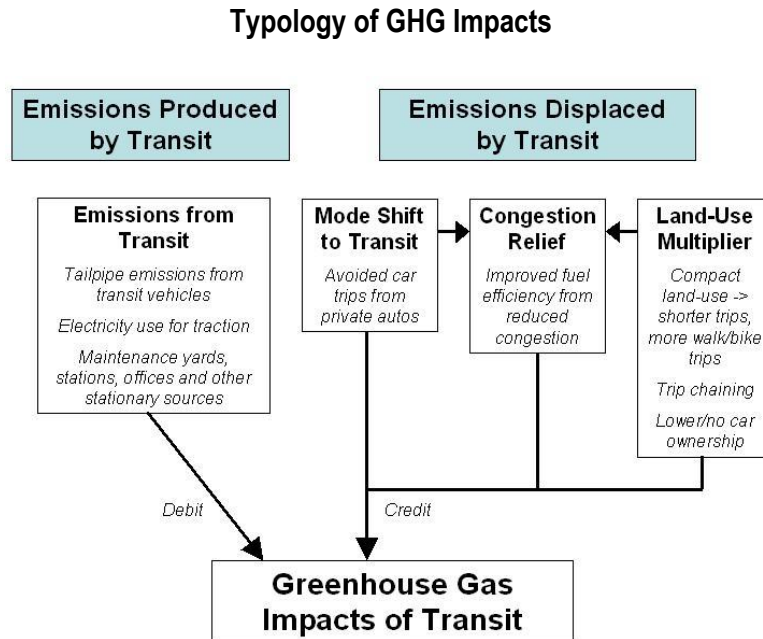 Typology of GHG Impacts
Emissions Produced
by Transit
Emissions Displaced
by Transit
Emissions from
Transit
Tailpipe emissions from
transit vehicles
Electricity use for traction
Maintenance yards,
stations, offices and other
stationary sources
Mode Shift
to Transit
Avoided car
trips from
private autos
Congestion
Relief
Improved fuel
efficiency from
reduced
congestion
Land-Use
Multiplier
Compact
land-use ->
shorter trips,
more walk/bike
trips
Trip chaining
Lower/no car
ownership
Debit
Credit
Greenhouse Gas
Impacts of Transit